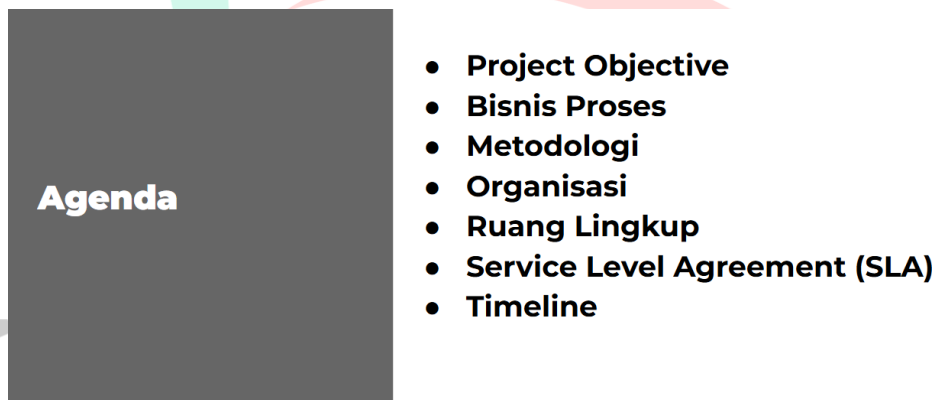 Agenda
● Project Objective
● Bisnis Proses
● Metodologi
● Organisasi
● Ruang Lingkup
● Service Level Agreement (SLA)
● Timeline